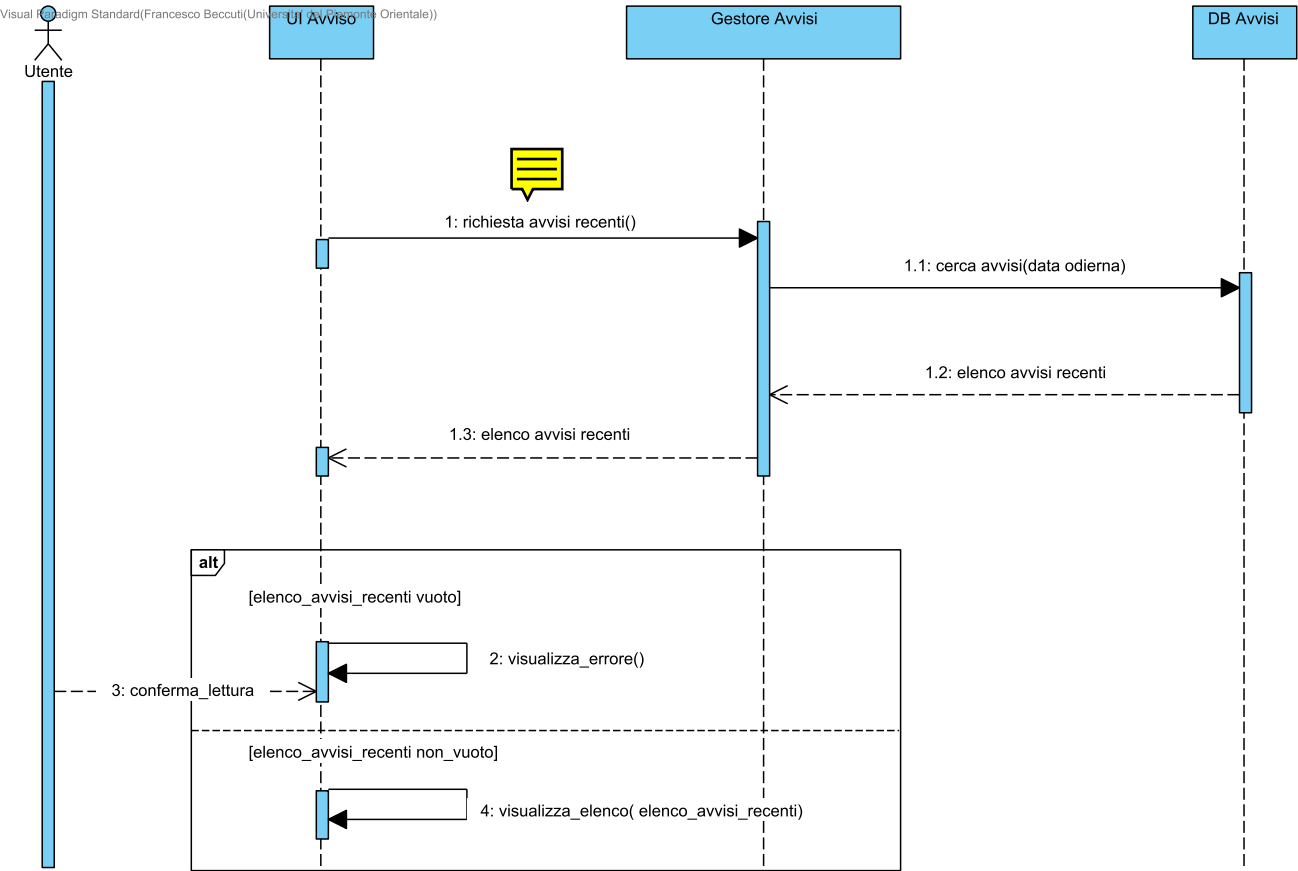 Visual Paradigm Standard(Francesco Beccuti(Universita' del Piemonte Orientale))
Utente
UI Avviso
Gestore Avvisi
DB Avvisi
1: richiesta avvisi recenti()
1.1: cerca avvisi(data odierna)
1.2: elenco avvisi recenti
1.3: elenco avvisi recenti
alt
[elenco_avvisi_recenti vuoto]
2: visualizza_errore()
3: conferma_lettura
[elenco_avvisi_recenti non_vuoto]
4: visualizza_elenco( elenco_avvisi_recenti)